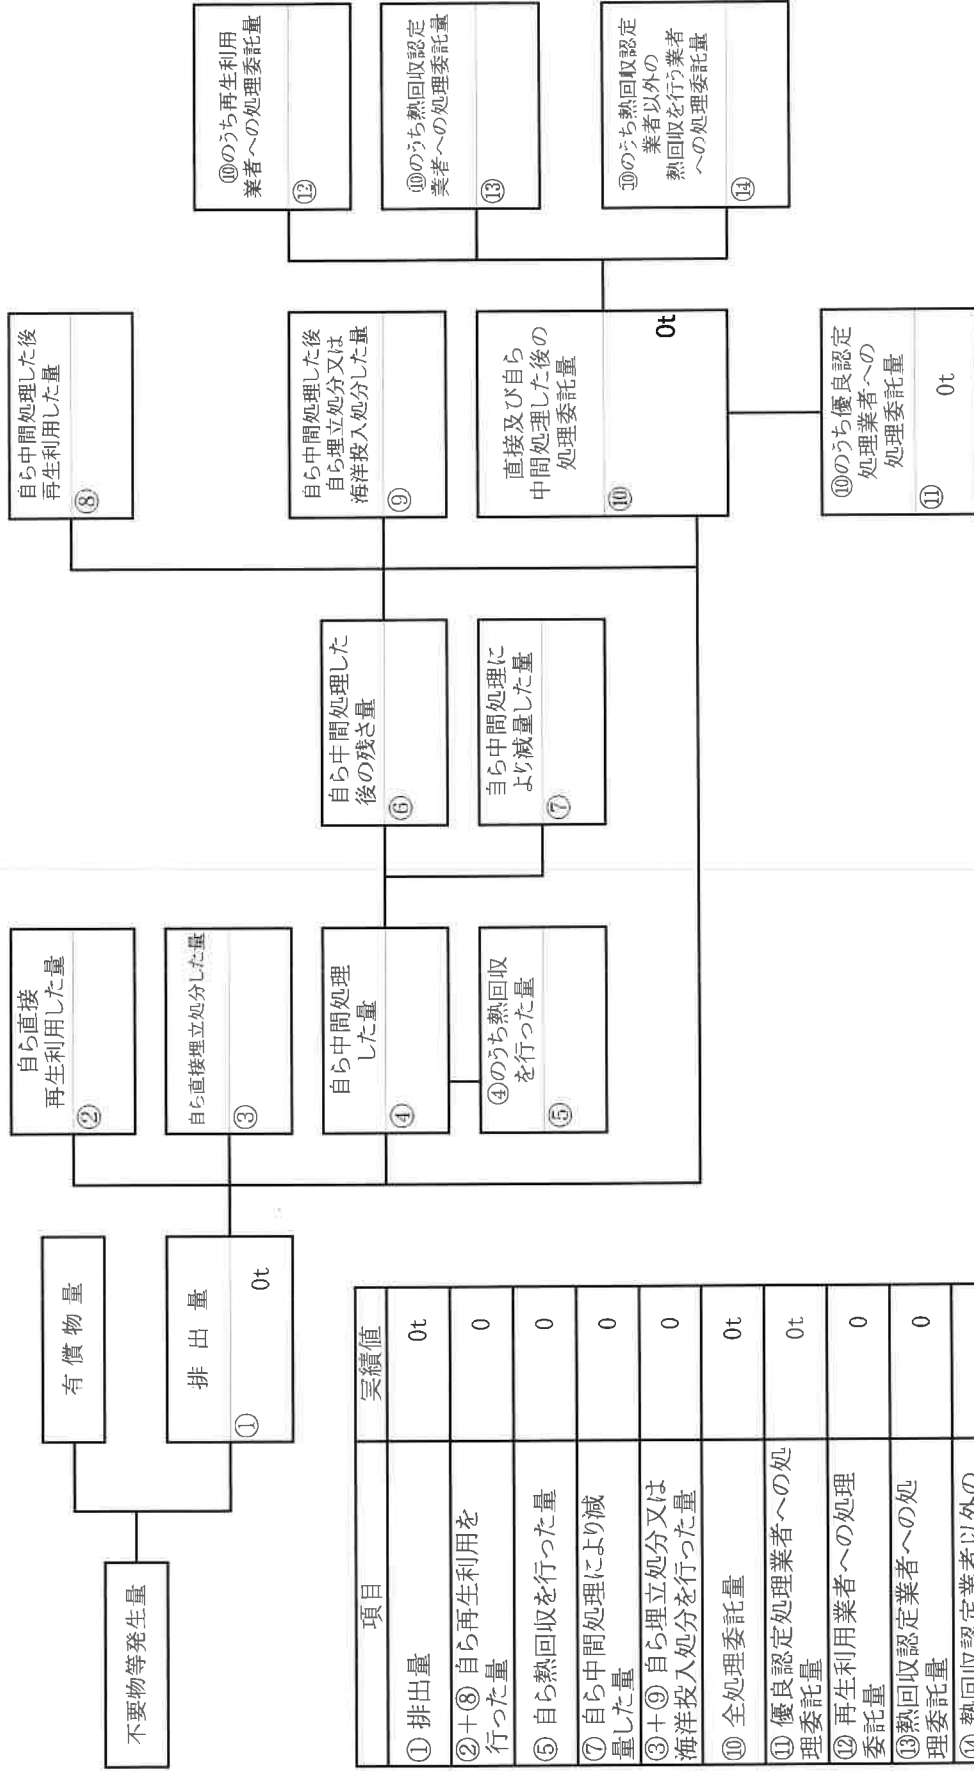 不要物等発生量
有償物量
排出量
①
0t
自ら直接
再生利用した量
②
自ら直接埋立処分した量
③
自ら中間処理
した量
④
④のうち熱回収
を行った量
⑤
自ら中間処理した
後の残さ量
⑥
自ら中間処理に
より減量した量
⑦
自ら中間処理した後
再生利用した量
⑧
自ら中間処理した後
自ら埋立処分又は
海洋投入処分した量
⑨
直接及び自ら
中間処理した後の
処理委託量
⑩
0t
⑩のうち優良認定
処理業者への
処理委託量
⑪
0t
⑩のうち再生利用
業者への処理委託量
⑫
⑩のうち熱回収認定
業者への処理委託量
⑬
⑩のうち熱回収認定
業者以外の
熱回収を行う業者
への処理委託量
⑭
項目 実績値
①排出量 0t
②+⑧ 自ら再生利用を
行った量 0
⑤ 自ら熱回収を行った量 0
⑦ 自ら中間処理により減
量した量 0
③+⑨ 自ら埋立処分又は
海洋投入処分を行った量 0
⑩ 全処理委託量 0t
⑪ 優良認定処理業者への処
理委託量 0t
⑫ 再生利用業者への処理
委託量 0
⑬熱回収認定業者への処
理委託量 0
⑭ 熱回収認定業者以外の